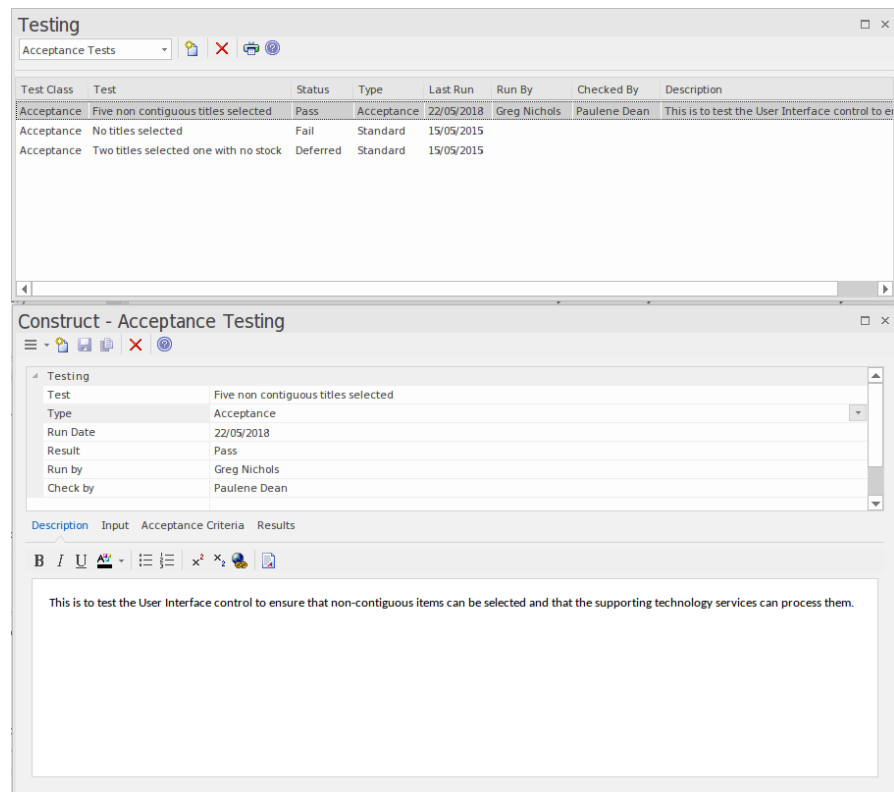 Testing
Acceptance Tests
Test Class Test Status Type Last Run Run By Checked By Description
Acceptance Five non contiguous titles selected Pass Acceptance 22/05/2018 Greg Nichols Paulene Dean This is to test the User Interface control to
Acceptance No titles selected Fail Standard 15/05/2015
Acceptance Two titles selected one with no stock Deferred Standard 15/05/2015
Construct - Acceptance Testing
Testing
Test Five non contiguous titles selected
Type Acceptance
Run Date 22/05/2018
Result Pass
Run by Greg Nichols
Check by Paulene Dean
Description Input Acceptance Criteria Results
B I U A x² x₂
This is to test the User Interface control to ensure that non-contiguous items can be selected and that the supporting technology services can process them.